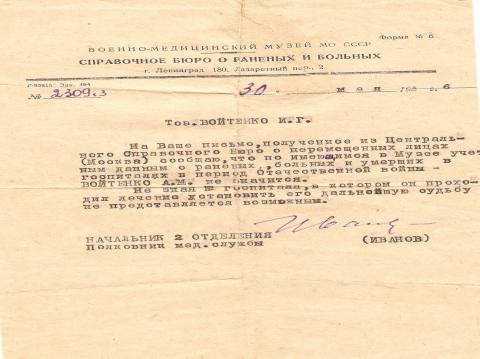 Форма № 6
ВОЕННО-МЕДИЦИНСКИЙ МУЗЕЙ МО СССР
СПРАВОЧНОЕ БЮРО О РАНЕНЫХ И БОЛЬНЫХ
г. Ленинград 180, Лазаретный пер., 2
№ 2309.3
30 мая 195 г. 6
Тов. ВОЙТЕНКО И.Г.
На Ваше письмо, полученное из Централь-
ного Справочного Бюро о перемещенных лицах
(Москва) сообщаю, что по имеющимся в Музее учет
ным данным о раненых, больных и умерших в
госпиталях в период Отечественной войны -
ВОЙТЕНКО А.М. не значится.
Не зная № госпиталя, в котором он прохо-
дил лечение установить его дальнейшую судьбу
не представляется возможным.
НАЧАЛЬНИК 2 ОТДЕЛЕНИЯ
Полковник мед. службы
(ИВАНОВ)